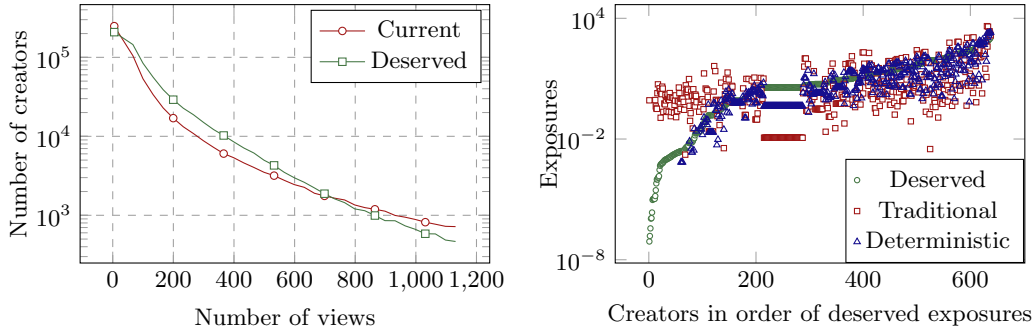 Current
Deserved
10^5
10^4
10^3
0
200
400
600
800
1,000
1,200
Number of creators
Number of views
10^4
10^−2
10^−8
0
200
400
600
Exposures
Deserved
Traditional
Deterministic
Creators in order of deserved exposures